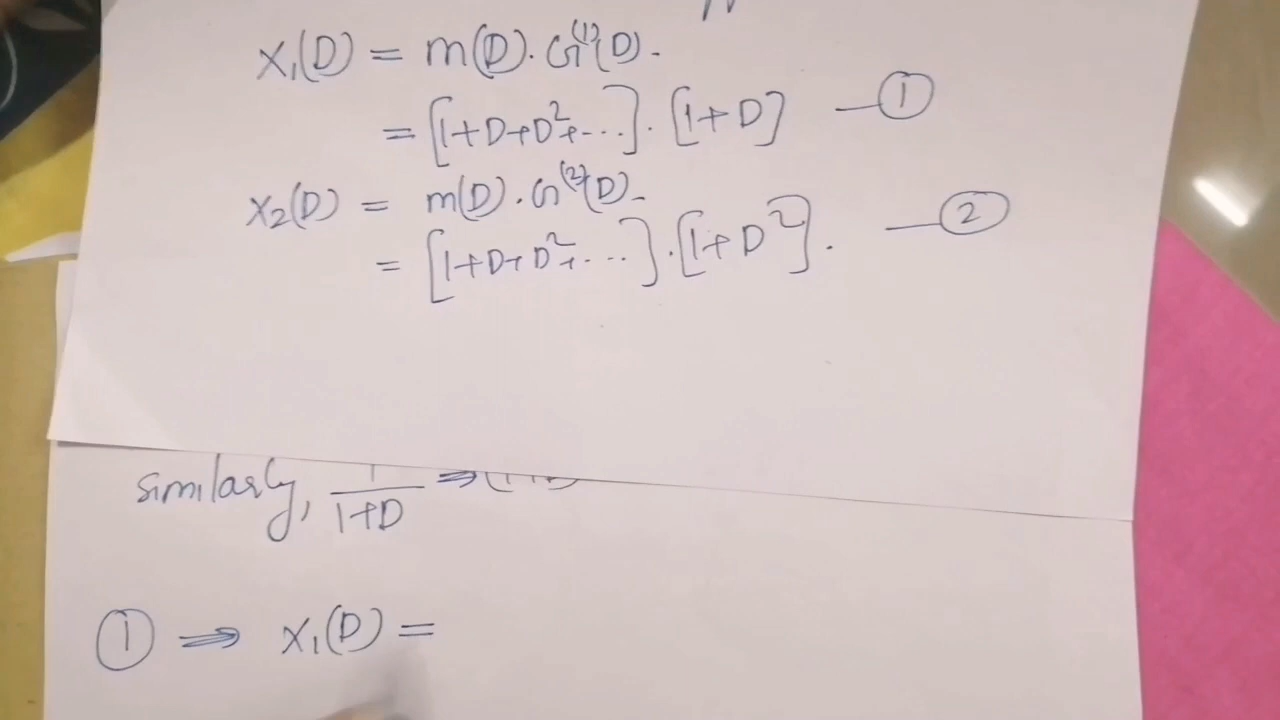 X₁(D) = m(D). G⁽¹⁾(D).
= [1+D+D²+...]. [1+D] — ①
X₂(D) = m(D). G⁽²⁾(D).
= [1+D+D²+...].[1+D²]. — ②
similarly, 1/(1+D) ⇒
① ⇒ X₁(D) =